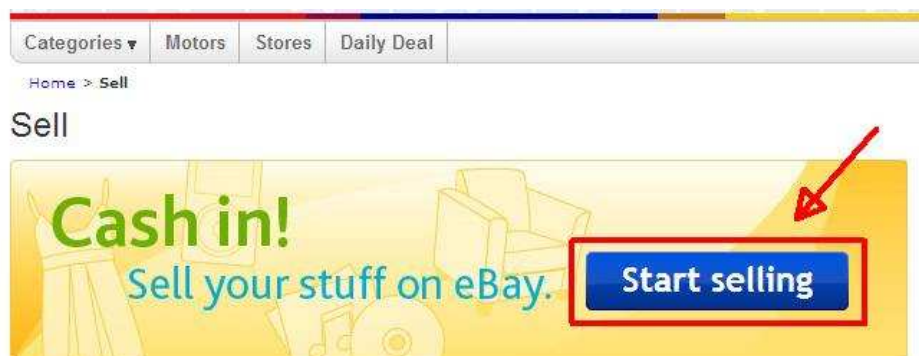 Categories ▾ Motors Stores Daily Deal
Home > Sell
Sell
Cash in!
Sell your stuff on eBay.
Start selling